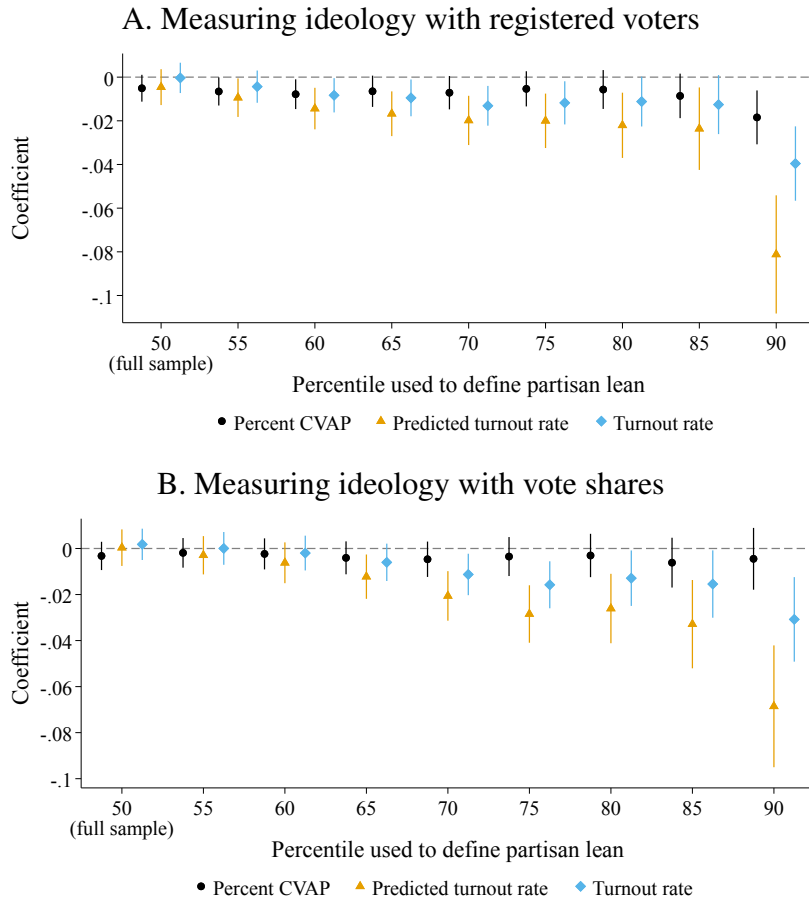 A. Measuring ideology with registered voters
0
-.02
-.04
-.06
-.08
-.1
Coefficient
50 55 60 65 70 75 80 85 90
(full sample)
Percentile used to define partisan lean
Percent CVAP Predicted turnout rate Turnout rate
B. Measuring ideology with vote shares
0
-.02
-.04
-.06
-.08
-.1
Coefficient
50 55 60 65 70 75 80 85 90
(full sample)
Percentile used to define partisan lean
Percent CVAP Predicted turnout rate Turnout rate